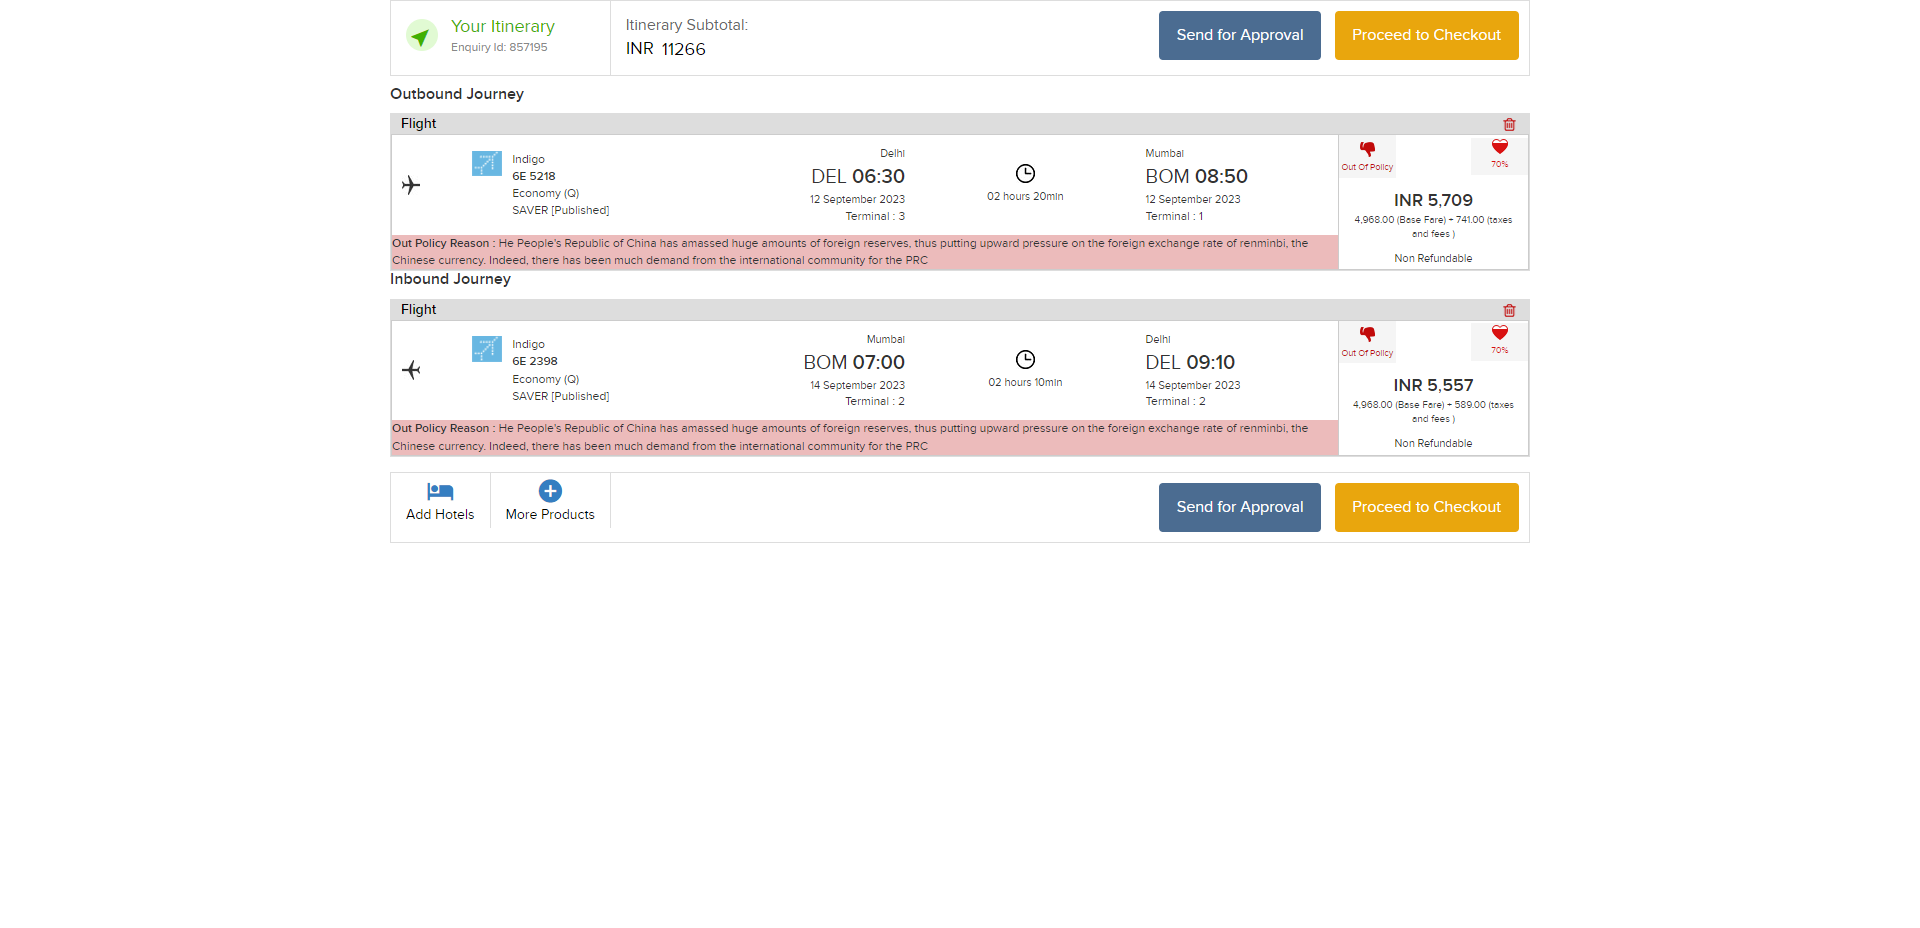 Your Itinerary
Enquiry Id: 857195
Itinerary Subtotal:
INR 11266
Send for Approval
Proceed to Checkout
Outbound Journey
Flight
Indigo
6E 5218
Economy (Q)
SAVER [Published]
Delhi
DEL 06:30
12 September 2023
Terminal : 3
02 hours 20min
Mumbai
BOM 08:50
12 September 2023
Terminal : 1
Out Of Policy
70%
INR 5,709
4,968.00 (Base Fare) + 741.00 (taxes
and fees )
Non Refundable
Out Policy Reason : He People's Republic of China has amassed huge amounts of foreign reserves, thus putting upward pressure on the foreign exchange rate of renminbi, the
Chinese currency. Indeed, there has been much demand from the international community for the PRC
Inbound Journey
Flight
Indigo
6E 2398
Economy (Q)
SAVER [Published]
Mumbai
BOM 07:00
14 September 2023
Terminal : 2
02 hours 10min
Delhi
DEL 09:10
14 September 2023
Terminal : 2
Out Of Policy
70%
INR 5,557
4,968.00 (Base Fare) + 589.00 (taxes
and fees )
Non Refundable
Out Policy Reason : He People's Republic of China has amassed huge amounts of foreign reserves, thus putting upward pressure on the foreign exchange rate of renminbi, the
Chinese currency. Indeed, there has been much demand from the international community for the PRC
Add Hotels
More Products
Send for Approval
Proceed to Checkout